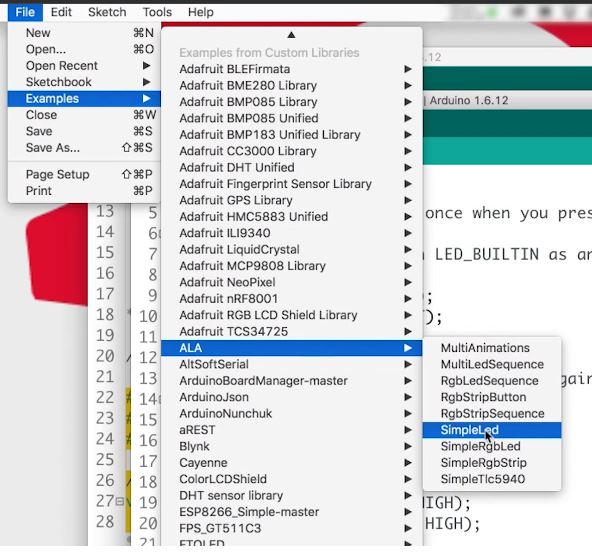 File Edit Sketch Tools Help
New ⌘N
Open... ⌘O
Open Recent
Sketchbook
Examples
Close ⌘W
Save ⌘S
Save As... ⇧⌘S
Page Setup ⇧⌘P
Print ⌘P
Examples from Custom Libraries
Adafruit BLEFirmata
Adafruit BME280 Library
Adafruit BMP085 Library
Adafruit BMP085 Unified
Adafruit BMP183 Unified Library
Adafruit CC3000 Library
Adafruit DHT Unified
Adafruit Fingerprint Sensor Library
Adafruit GPS Library
Adafruit HMC5883 Unified
Adafruit ILI9340
Adafruit LiquidCrystal
Adafruit MCP9808 Library
Adafruit NeoPixel
Adafruit nRF8001
Adafruit RGB LCD Shield Library
Adafruit TCS34725
ALA
AltSoftSerial
ArduinoBoardManager-master
ArduinoJson
ArduinoNunchuk
aREST
Blynk
Cayenne
ColorLCDShield
DHT sensor library
ESP8266_Simple-master
FPS_GT511C3
MultiAnimations
MultiLedSequence
RgbLedSequence
RgbStripButton
RgbStripSequence
SimpleLed
SimpleRgbLed
SimpleRgbStrip
SimpleTlc5940
.12
| Arduino 1.6.12
once when you pres
LED_BUILTIN as an
);
);
gain
HIGH);
HIGH);
13
14
15
16
17
18 *
19
20 /
21
22 #
23 #
24 #
25
26 /
27 v
28
5
6
7
8
9
10
11
12
13
14
15
16
17
18
19
20